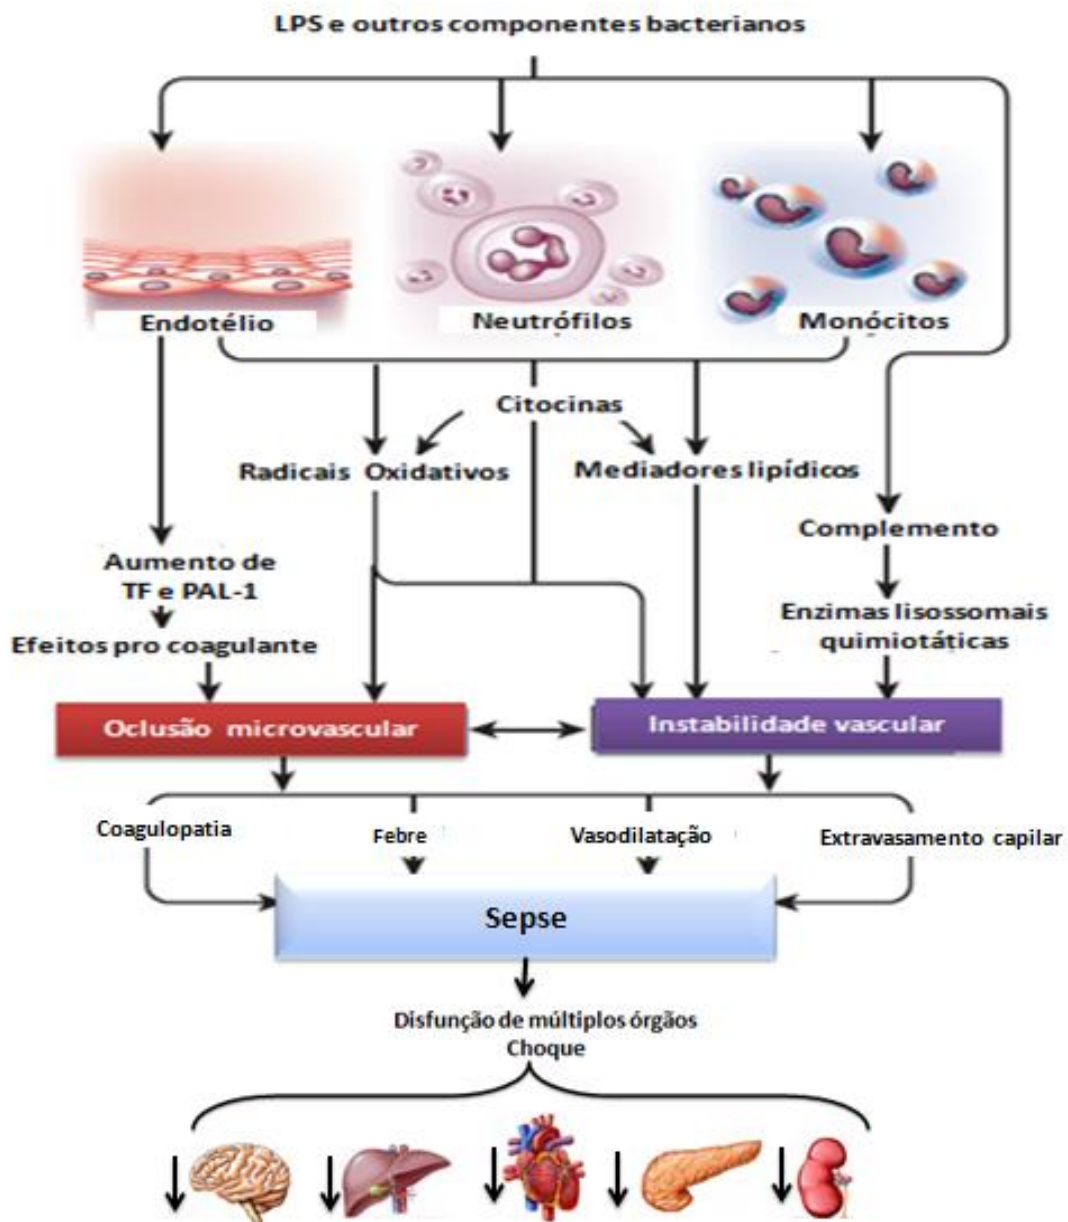 LPS e outros componentes bacterianos
Endotélio
Neutrófilos
Monócitos
Citocinas
Radicais Oxidativos
Mediadores lipídicos
Complemento
Aumento de
TF e PAL-1
Enzimas lisossomais
quimiotáticas
Efeitos pro coagulante
Oclusão microvascular
Instabilidade vascular
Coagulopatia
Febre
Vasodilatação
Extravasamento capilar
Sepse
Disfunção de múltiplos órgãos
Choque